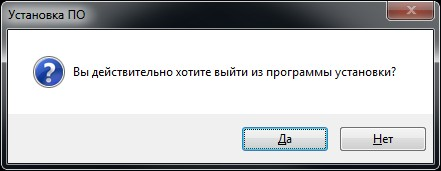 Установка ПО
Вы действительно хотите выйти из программы установки?
Да
Нет